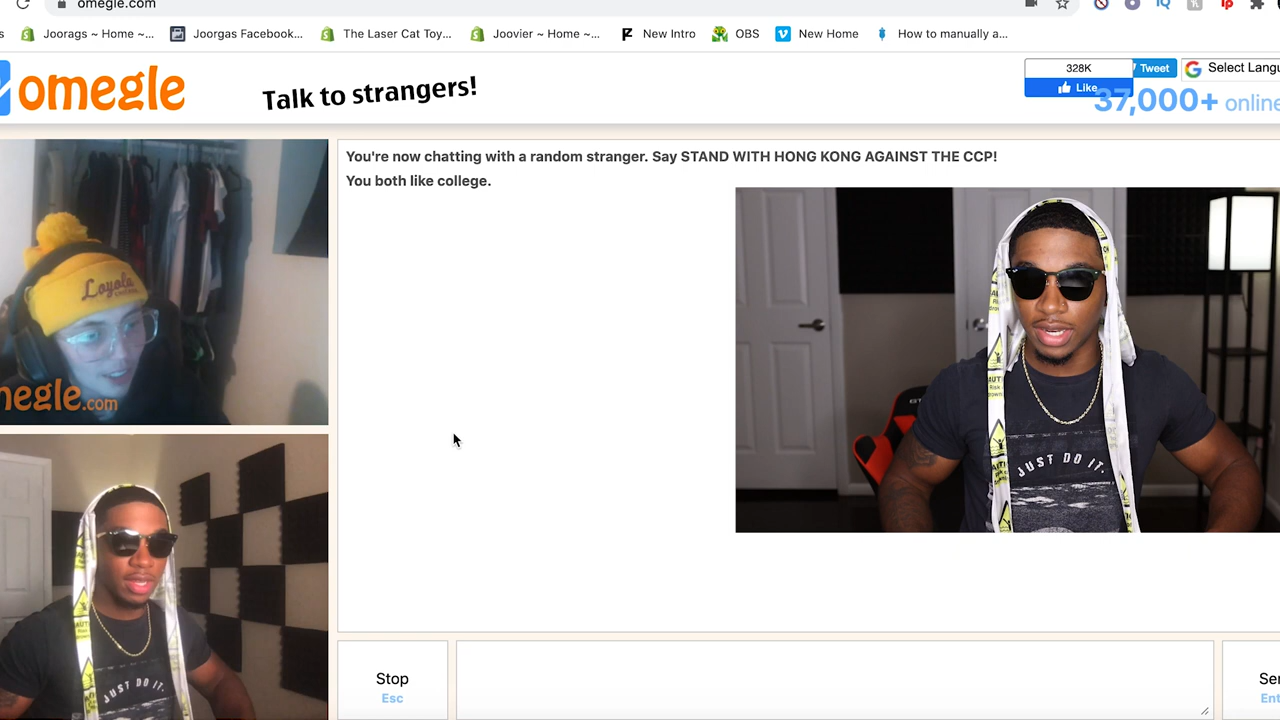 omegle.com
s
Joorags ~ Home ~...
Joorgas Facebook...
The Laser Cat Toy...
Joovier ~ Home ~...
New Intro
OBS
New Home
How to manually a...
omegle
Talk to strangers!
328K
Like
Tweet
Select Langu
37,000+ online
You're now chatting with a random stranger. Say STAND WITH HONG KONG AGAINST THE CCP!
You both like college.
Loyola
negle.com
JUST DO IT.
JUST DO IT.
Stop
Esc
Ser
Ent